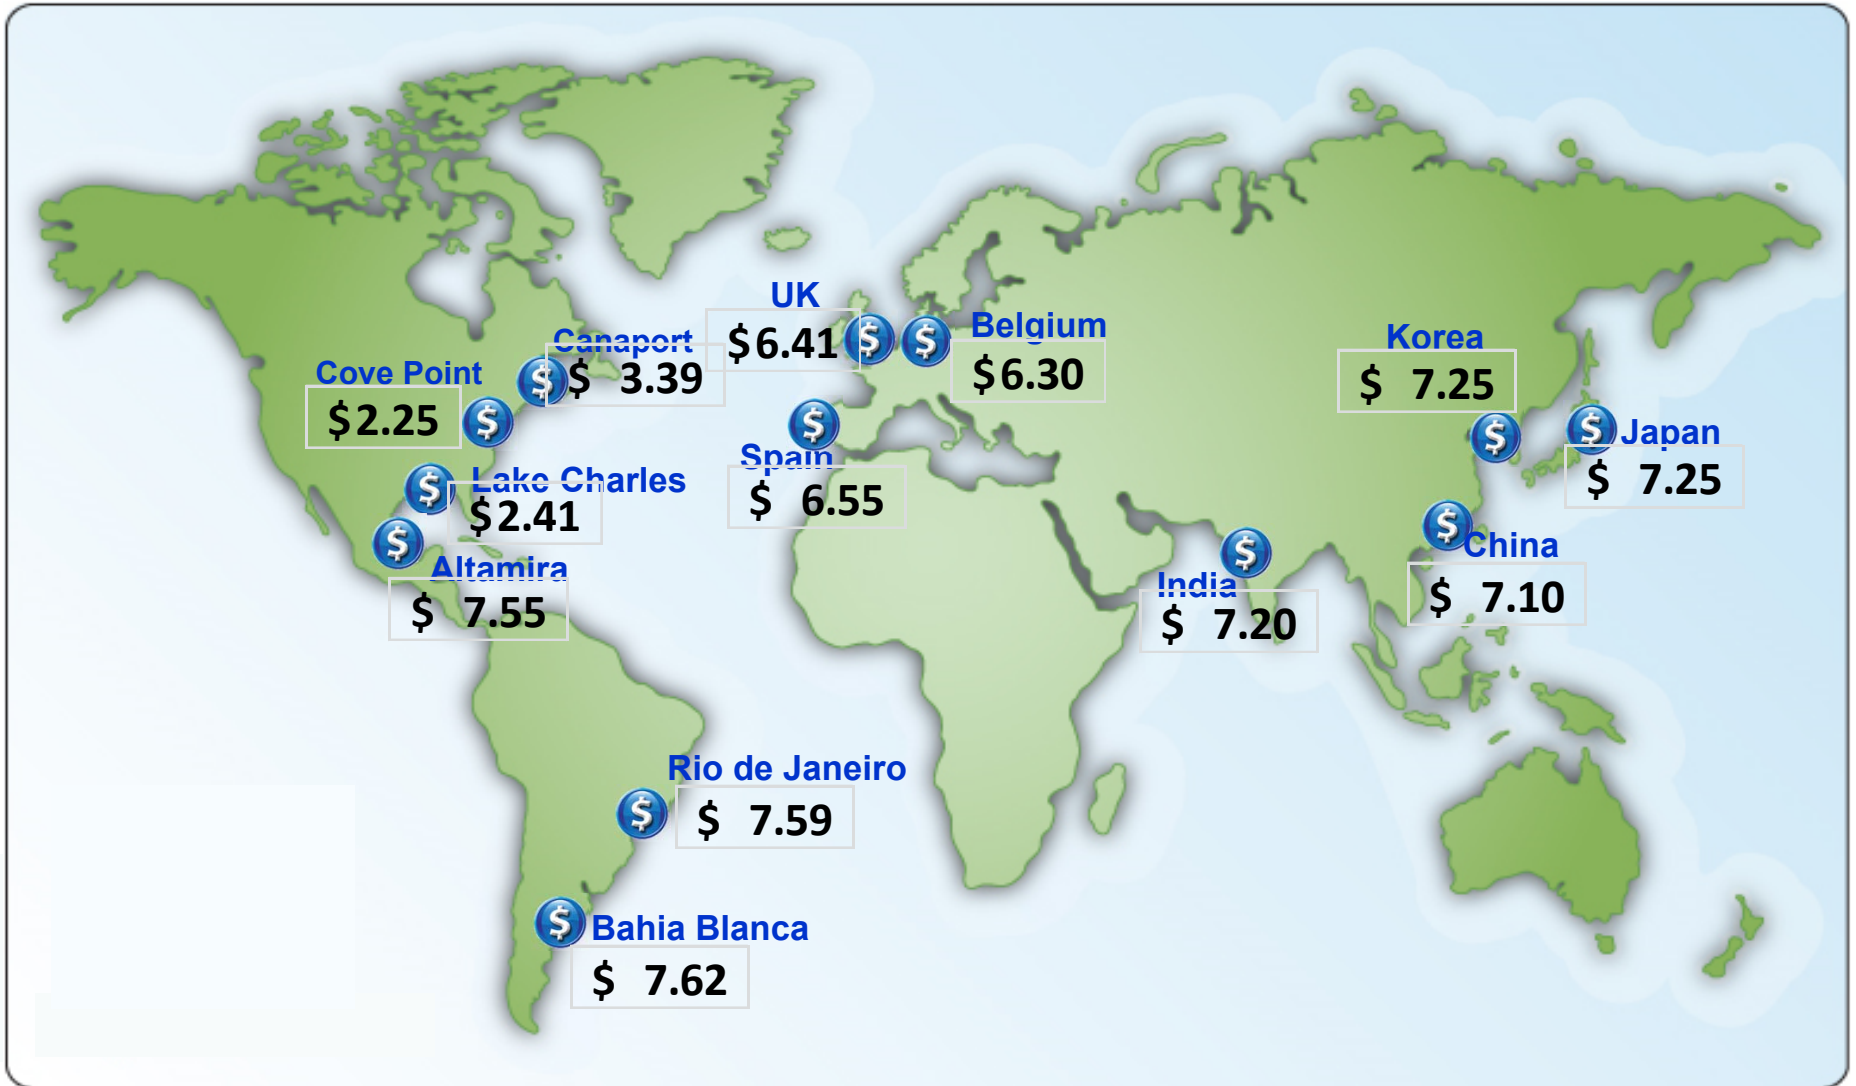 UK
$6.41
Belgium
$6.30
Canaport
$ 3.39
Cove Point
$2.25
Korea
$ 7.25
Japan
$ 7.25
Spain
$ 6.55
Lake Charles
$2.41
China
$ 7.10
Altamira
$ 7.55
India
$ 7.20
Rio de Janeiro
$ 7.59
Bahia Blanca
$ 7.62